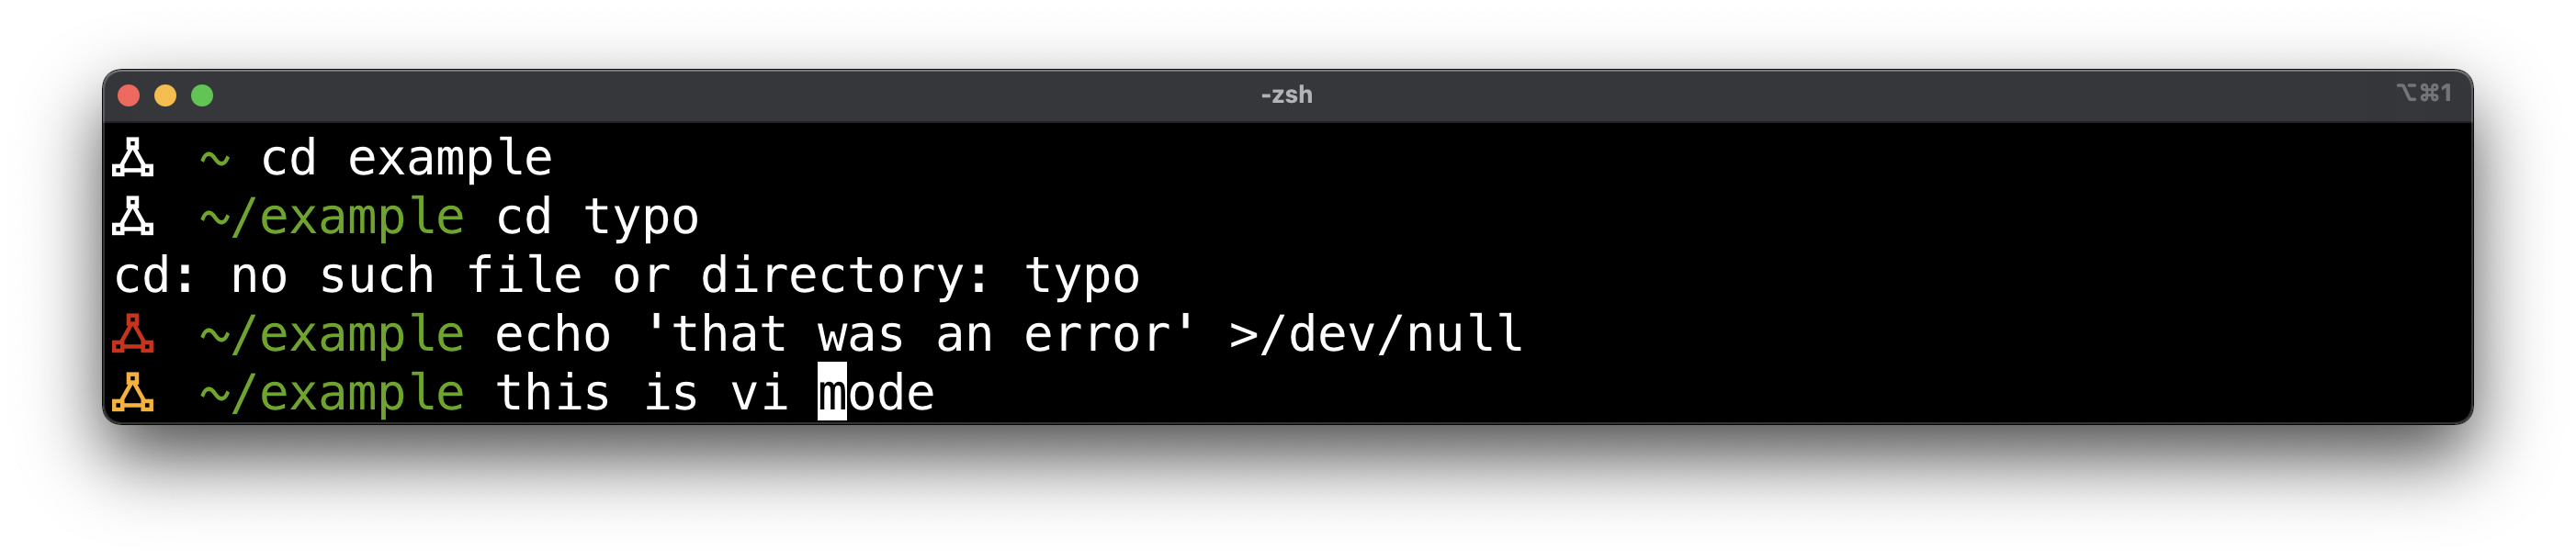 -zsh
⌥⌘1
~ cd example
~/example cd typo
cd: no such file or directory: typo
~/example echo 'that was an error' >/dev/null
~/example this is vi mode